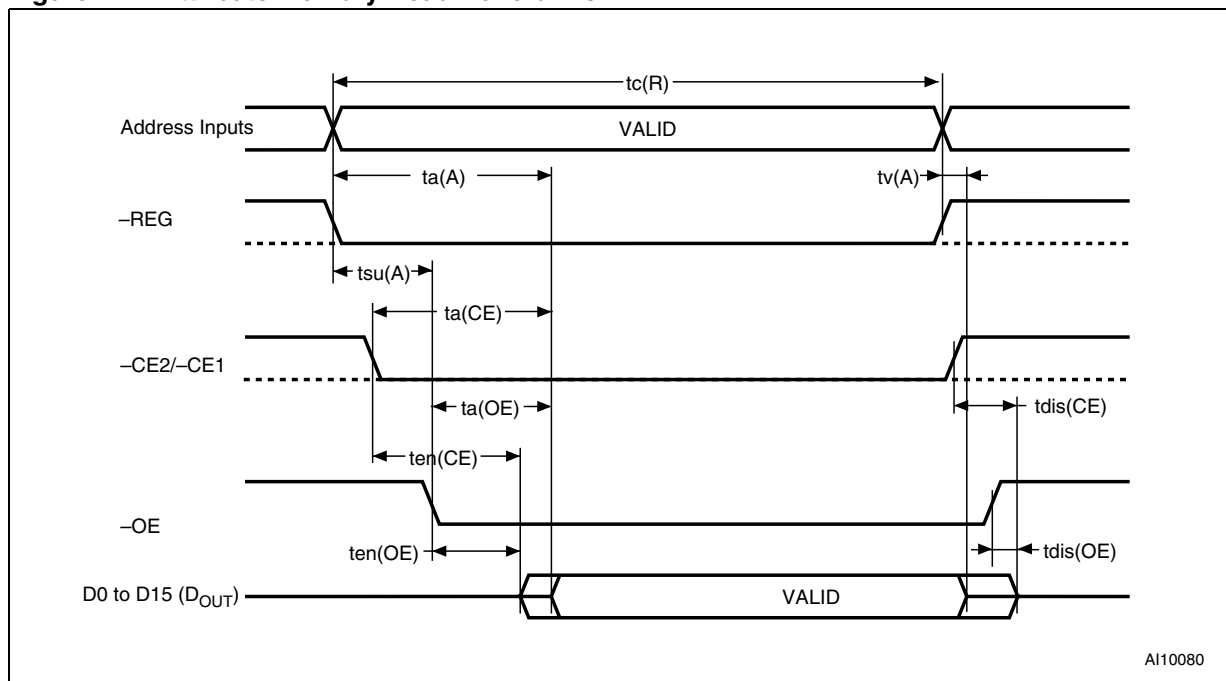 tc(R)
Address Inputs
VALID
ta(A)
tv(A)
–REG
tsu(A)
ta(CE)
–CE2/–CE1
ta(OE)
tdis(CE)
ten(CE)
–OE
ten(OE)
tdis(OE)
D0 to D15 (DOUT)
VALID
AI10080